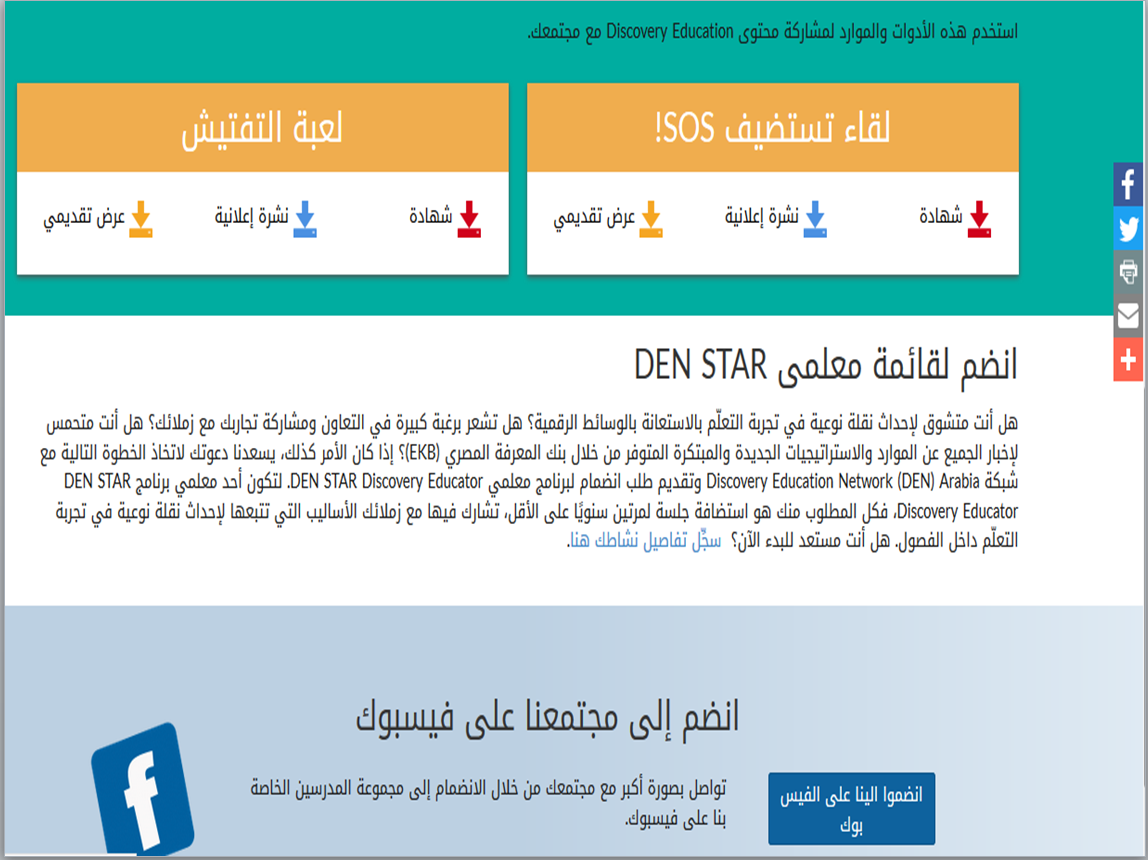 استخدم هذه الأدوات والموارد لمشاركة محتوى Discovery Education مع مجتمعك.
لقاء تستضيف SOS!
شهادة
نشرة إعلانية
عرض تقديمي
لعبة التفتيش
شهادة
نشرة إعلانية
عرض تقديمي
انضم لقائمة معلمى DEN STAR
هل أنت متشوق لإحداث نقلة نوعية في تجربة التعلّم بالاستعانة بالوسائط الرقمية؟ هل تشعر برغبة كبيرة في التعاون ومشاركة تجاربك مع زملائك؟ هل أنت متحمس
لإخبار الجميع عن الموارد والاستراتيجيات الجديدة والمبتكرة المتوفر من خلال بنك المعرفة المصري (EKB)؟ إذا كان الأمر كذلك، يسعدنا دعوتك لاتخاذ الخطوة التالية مع
شبكة Discovery Education Network (DEN) Arabia وتقديم طلب انضمام لبرنامج معلمي DEN STAR Discovery Educator. لتكون أحد معلمي برنامج DEN STAR
Discovery Educator، فكل المطلوب منك هو استضافة جلسة لمرتين سنويًا على الأقل، تشارك فيها مع زملائك الأساليب التي تتبعها لإحداث نقلة نوعية في تجربة
التعلّم داخل الفصول. هل أنت مستعد للبدء الآن؟ سجِّل تفاصيل نشاطك هنا.
انضم إلى مجتمعنا على فيسبوك
تواصل بصورة أكبر مع مجتمعك من خلال الانضمام إلى مجموعة المدرسين الخاصة
بنا على فيسبوك.
انضموا الينا على الفيس
بوك